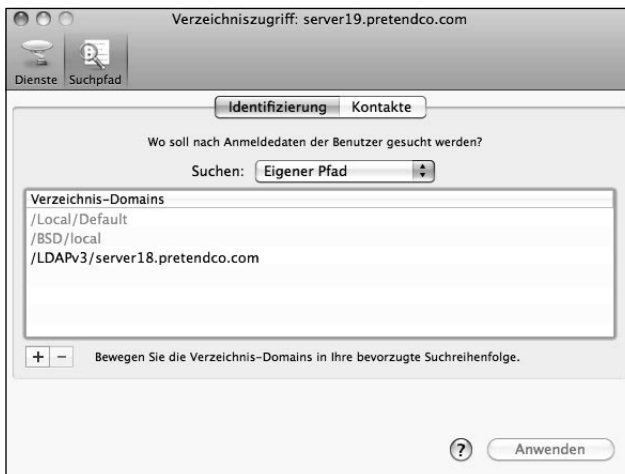 Verzeichniszugriff: server19.pretendco.com
Dienste Suchpfad
Identifizierung Kontakte
Wo soll nach Anmeldedaten der Benutzer gesucht werden?
Suchen: Eigener Pfad
Verzeichnis-Domains
/Local/Default
/BSD/local
/LDAPv3/server18.pretendco.com
+ − Bewegen Sie die Verzeichnis-Domains in Ihre bevorzugte Suchreihenfolge.
? Anwenden